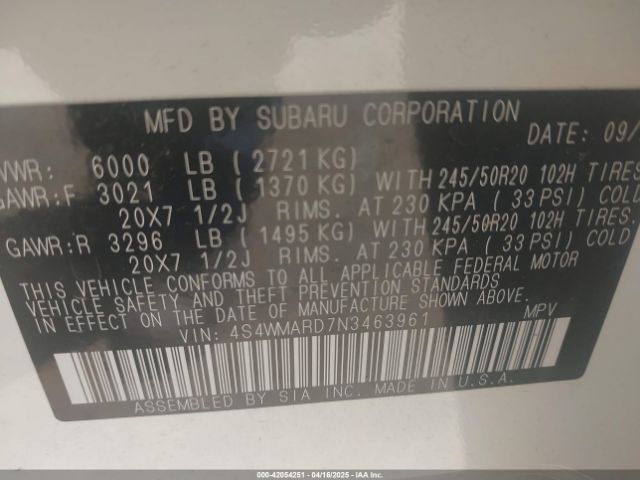 MFD BY SUBARU CORPORATION
DATE: 09/
VWR: 6000 LB ( 2721 KG)
GAWR:F 3021 LB ( 1370 KG) WITH 245/50R20 102H TIRES
20X7 1/2J RIMS. AT 230 KPA ( 33 PSI) COLD
GAWR:R 3296 LB ( 1495 KG) WITH 245/50R20 102H TIRES
20X7 1/2J RIMS. AT 230 KPA ( 33 PSI) COLD
THIS VEHICLE CONFORMS TO ALL APPLICABLE FEDERAL MOTOR
VEHICLE SAFETY AND THEFT PREVENTION STANDARDS
IN EFFECT ON THE DATE OF MANUFACTURE SHOWN ABOVE.
VIN: 4S4WMARD7N3463961 MPV
ASSEMBLED BY SIA INC. MADE IN U.S.A.
000-42054251 - 04/16/2025 - IAA Inc.